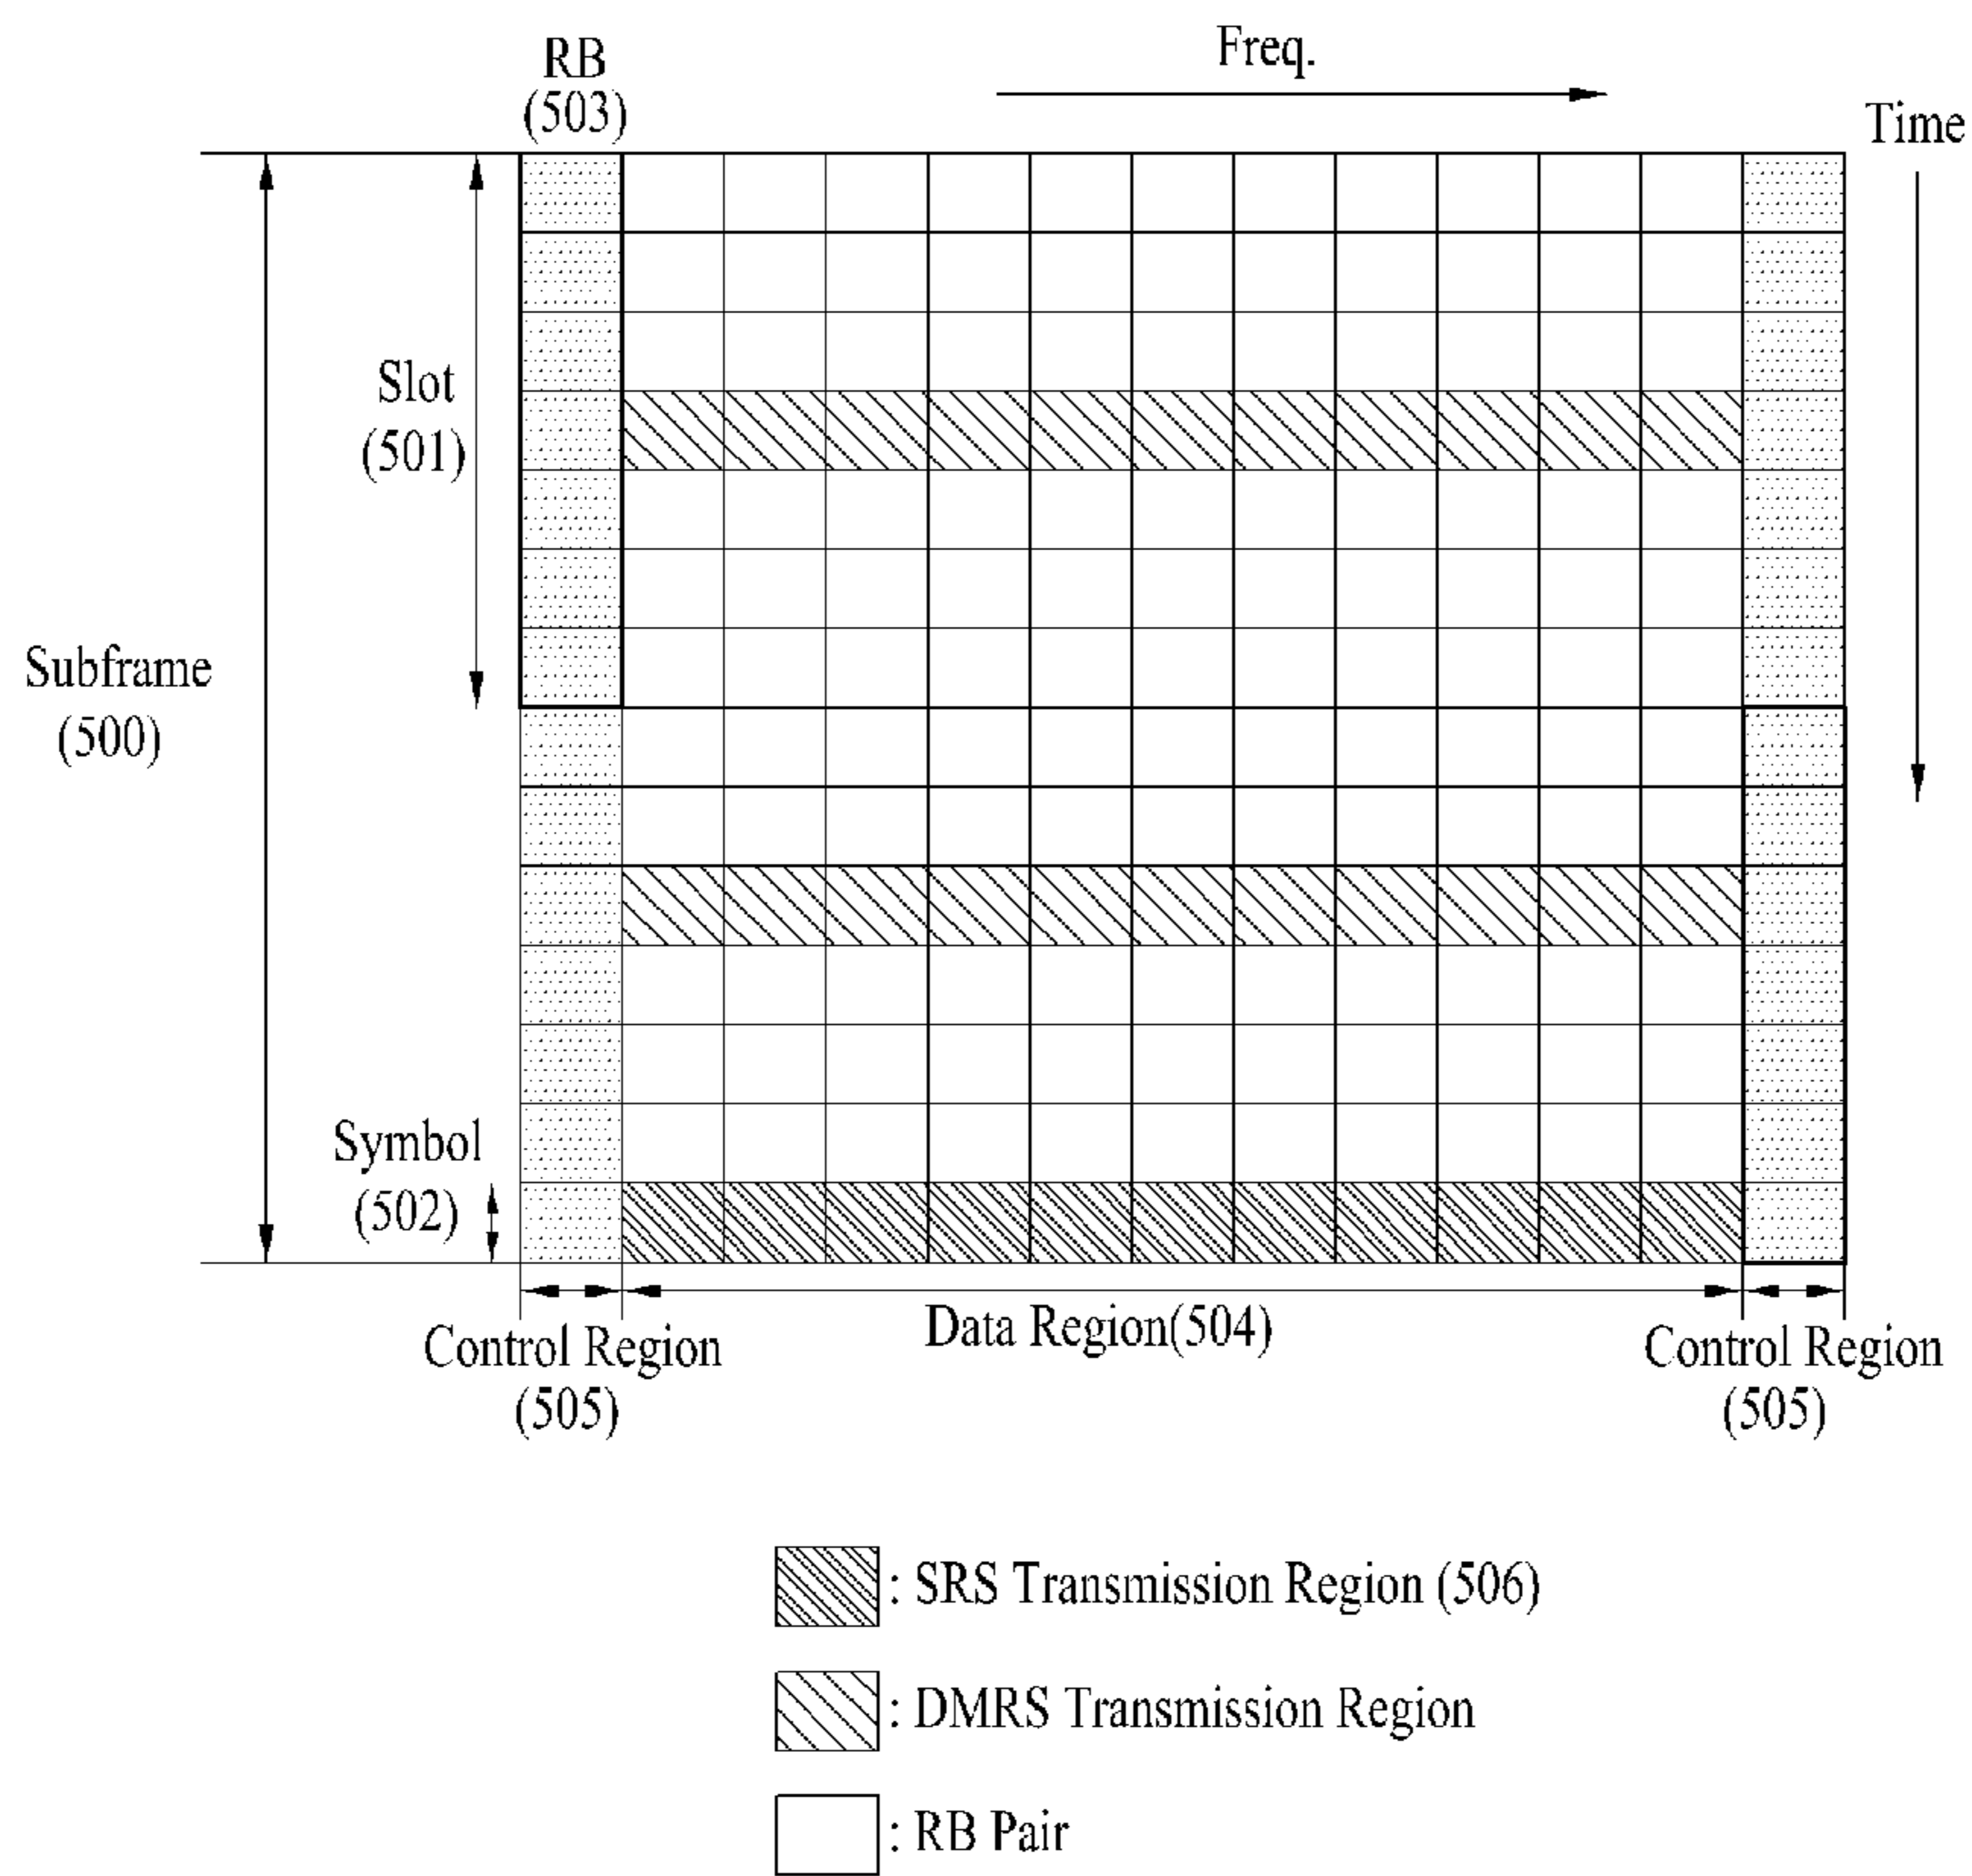 RB
(503)
Freq.
Time
Slot
(501)
Subframe
(500)
Symbol
(502)
Control Region
(505)
Data Region(504)
Control Region
(505)
: SRS Transmission Region (506)
: DMRS Transmission Region
: RB Pair